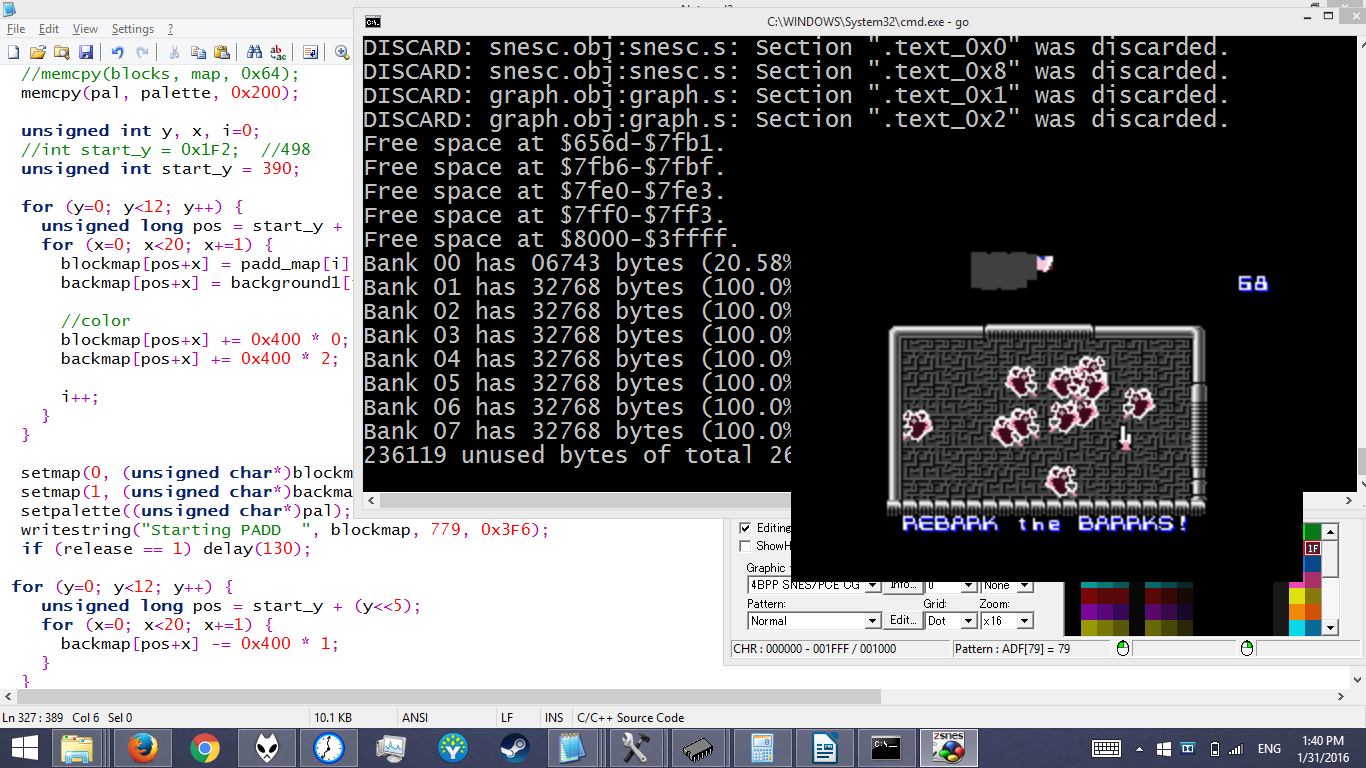 File Edit View Settings ?
//memcpy(blocks, map, 0x64);
memcpy(pal, palette, 0x200);
unsigned int y, x, i=0;
//int start_y = 0x1F2;  //498
unsigned int start_y = 390;
for (y=0; y<12; y++) {
unsigned long pos = start_y +
for (x=0; x<20; x+=1) {
blockmap[pos+x] = padd_map[i]
backmap[pos+x] = background1[
//color
blockmap[pos+x] += 0x400 * 0;
backmap[pos+x] += 0x400 * 2;
i++;
}
}
setmap(0, (unsigned char*)blockm
setmap(1, (unsigned char*)backma
setpalette((unsigned char*)pal);
writestring("Starting PADD  ", blockmap, 779, 0x3F6);
if (release == 1) delay(130);
for (y=0; y<12; y++) {
unsigned long pos = start_y + (y<<5);
for (x=0; x<20; x+=1) {
backmap[pos+x] -= 0x400 * 1;
}
}
Ln 327 : 389 Col 6 Sel 0 10.1 KB ANSI LF INS C/C++ Source Code
C:\WINDOWS\System32\cmd.exe - go
DISCARD: snesc.obj:snesc.s: Section ".text_0x0" was discarded.
DISCARD: snesc.obj:snesc.s: Section ".text_0x8" was discarded.
DISCARD: graph.obj:graph.s: Section ".text_0x1" was discarded.
DISCARD: graph.obj:graph.s: Section ".text_0x2" was discarded.
Free space at $656d-$7fb1.
Free space at $7fb6-$7fbf.
Free space at $7fe0-$7fe3.
Free space at $7ff0-$7ff3.
Free space at $8000-$3ffff.
Bank 00 has 06743 bytes (20.58%
Bank 01 has 32768 bytes (100.0%
Bank 02 has 32768 bytes (100.0%
Bank 03 has 32768 bytes (100.0%
Bank 04 has 32768 bytes (100.0%
Bank 05 has 32768 bytes (100.0%
Bank 06 has 32768 bytes (100.0%
Bank 07 has 32768 bytes (100.0%
236119 unused bytes of total 26
68
REBARK the BARRKS!
Editing
ShowH
Graphic
4BPP SNES/PCE CG Info... 0 None
Pattern: Grid: Zoom:
Normal Edit... Dot x16
1F
CHR : 000000 - 001FFF / 001000 Pattern : ADF[79] = 79
zsnes
ENG
1:40 PM
1/31/2016